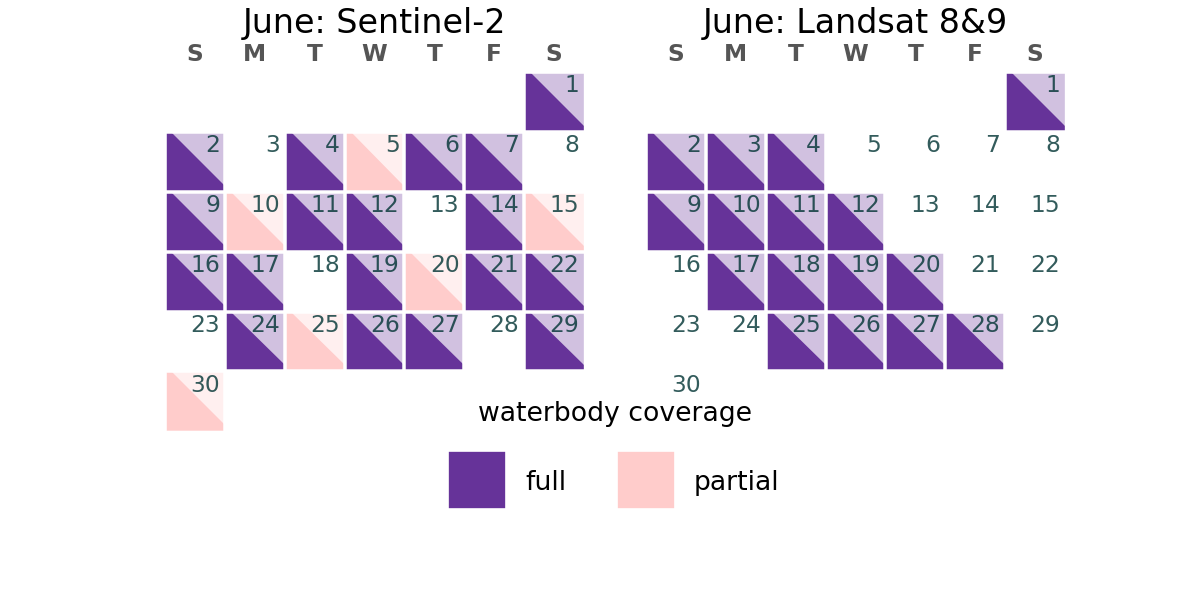 June: Sentinel-2
S M T W T F S
1
2 3 4 5 6 7 8
9 10 11 12 13 14 15
16 17 18 19 20 21 22
23 24 25 26 27 28 29
30
June: Landsat 8&9
S M T W T F S
1
2 3 4 5 6 7 8
9 10 11 12 13 14 15
16 17 18 19 20 21 22
23 24 25 26 27 28 29
30
waterbody coverage
full partial